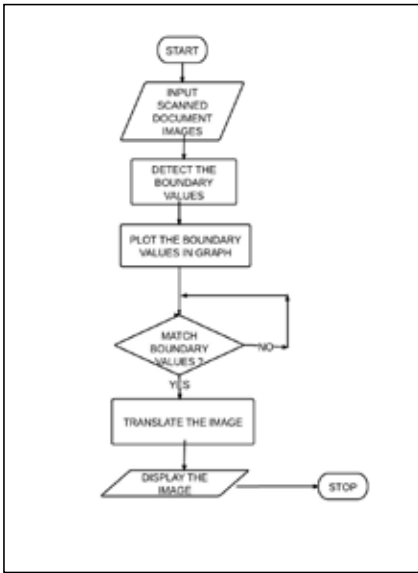 START
INPUT
SCANNED
DOCUMENT
IMAGES
DETECT THE
BOUNDARY
VALUES
PLOT THE BOUNDARY
VALUES IN GRAPH
MATCH
BOUNDARY
VALUES ?
NO
YES
TRANSLATE THE IMAGE
DISPLAY THE
IMAGE
STOP